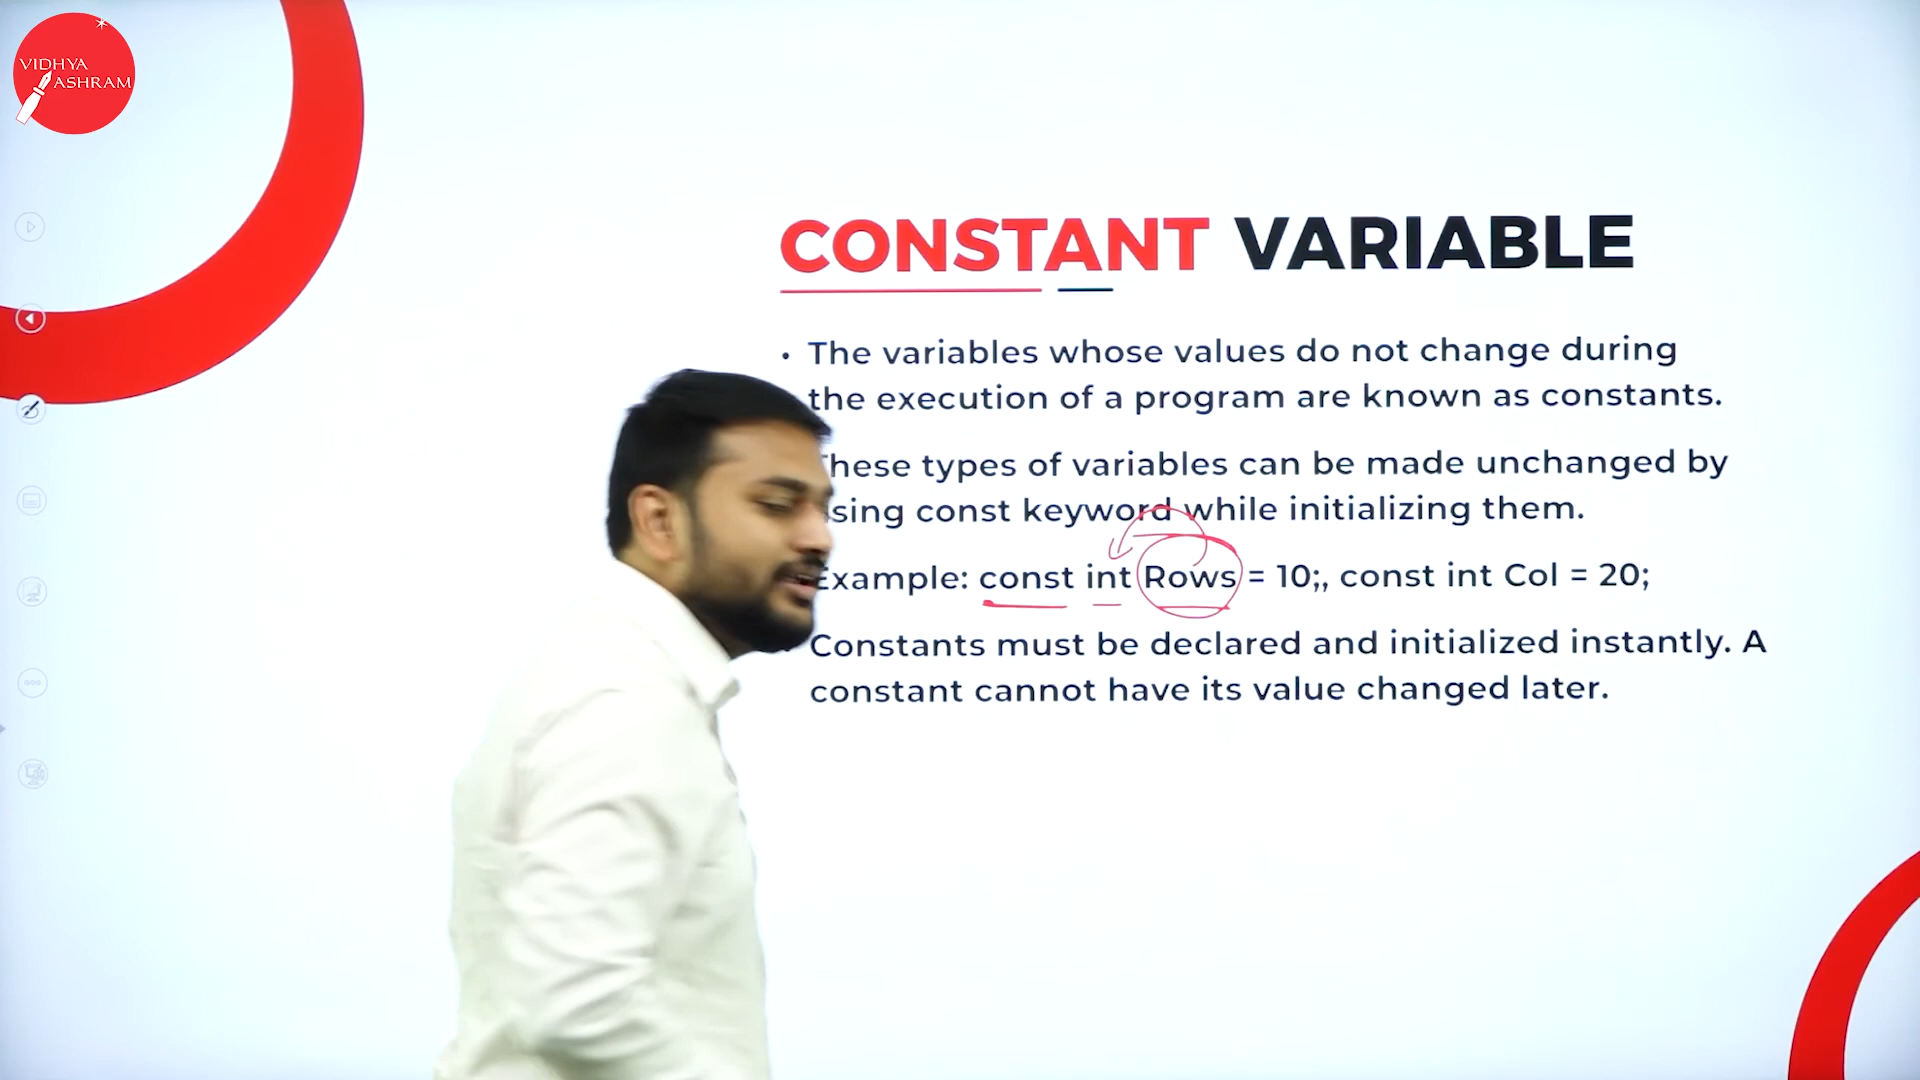 VIDHYA
ASHRAM
CONSTANT VARIABLE
• The variables whose values do not change during
the execution of a program are known as constants.
These types of variables can be made unchanged by
sing const keyword while initializing them.
Example: const int Rows = 10;, const int Col = 20;
• Constants must be declared and initialized instantly. A
constant cannot have its value changed later.